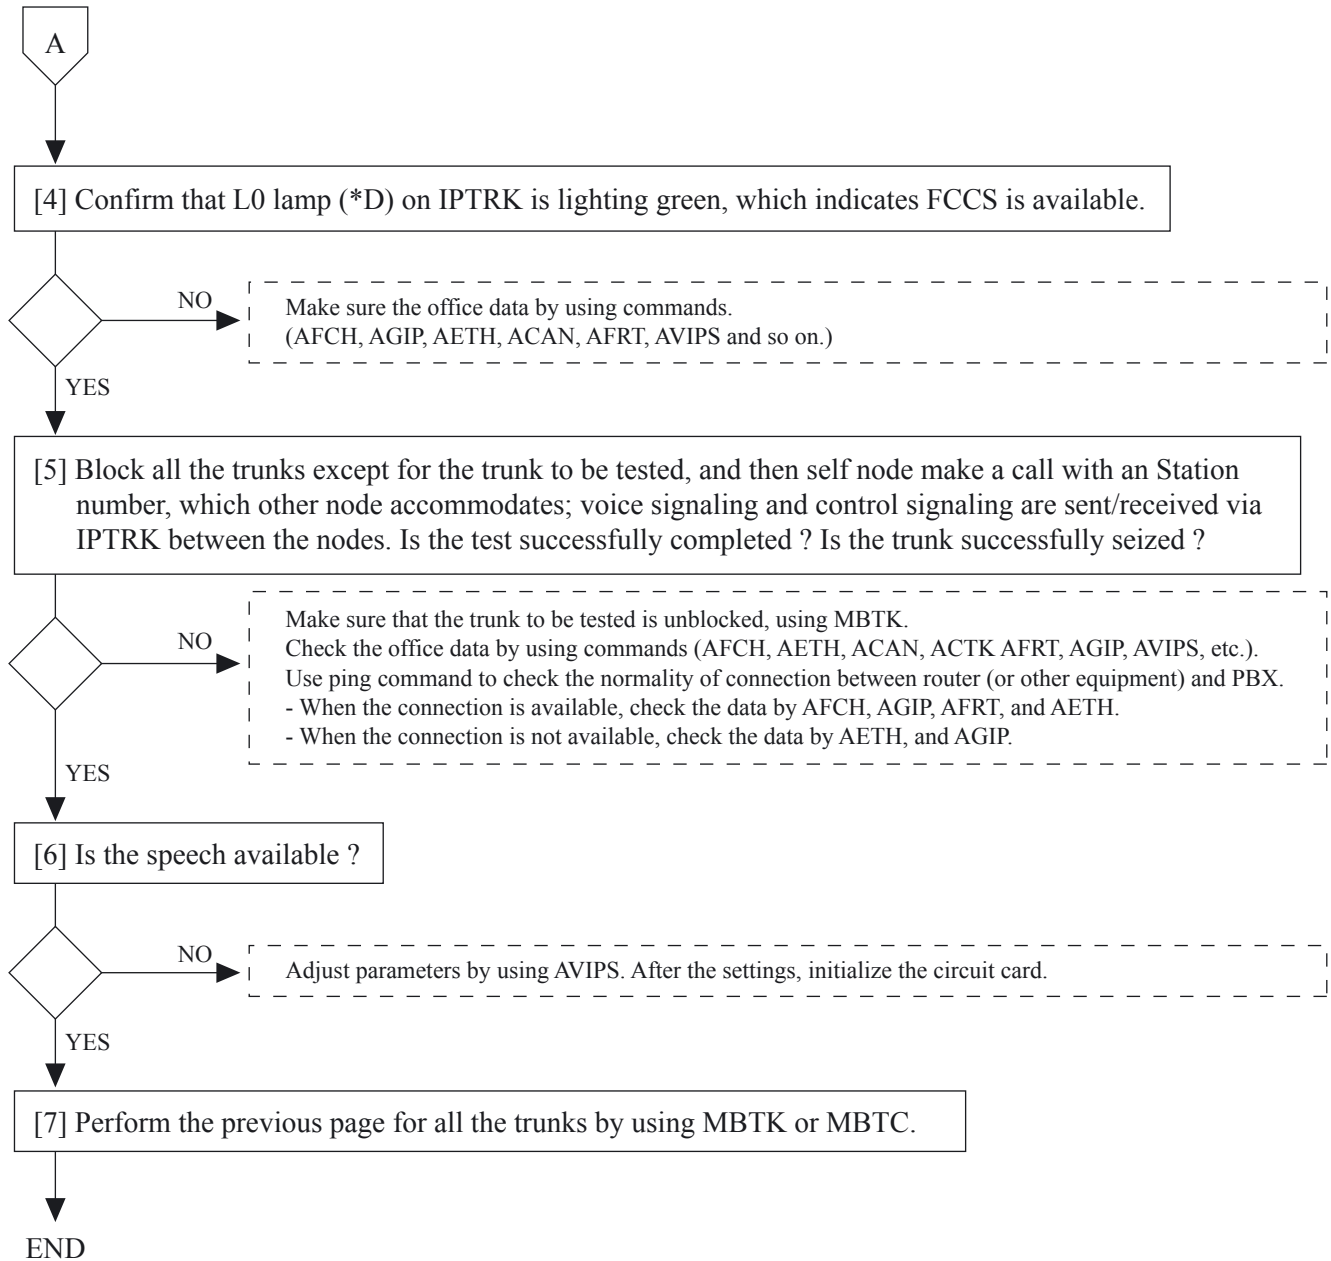 A
[4] Confirm that L0 lamp (*D) on IPTRK is lighting green, which indicates FCCS is available.
NO
Make sure the office data by using commands.
(AFCH, AGIP, AETH, ACAN, AFRT, AVIPS and so on.)
YES
[5] Block all the trunks except for the trunk to be tested, and then self node make a call with an Station
number, which other node accommodates; voice signaling and control signaling are sent/received via
IPTRK between the nodes. Is the test successfully completed ? Is the trunk successfully seized ?
NO
Make sure that the trunk to be tested is unblocked, using MBTK.
Check the office data by using commands (AFCH, AETH, ACAN, ACTK AFRT, AGIP, AVIPS, etc.).
Use ping command to check the normality of connection between router (or other equipment) and PBX.
- When the connection is available, check the data by AFCH, AGIP, AFRT, and AETH.
- When the connection is not available, check the data by AETH, and AGIP.
YES
[6] Is the speech available ?
NO
Adjust parameters by using AVIPS. After the settings, initialize the circuit card.
YES
[7] Perform the previous page for all the trunks by using MBTK or MBTC.
END